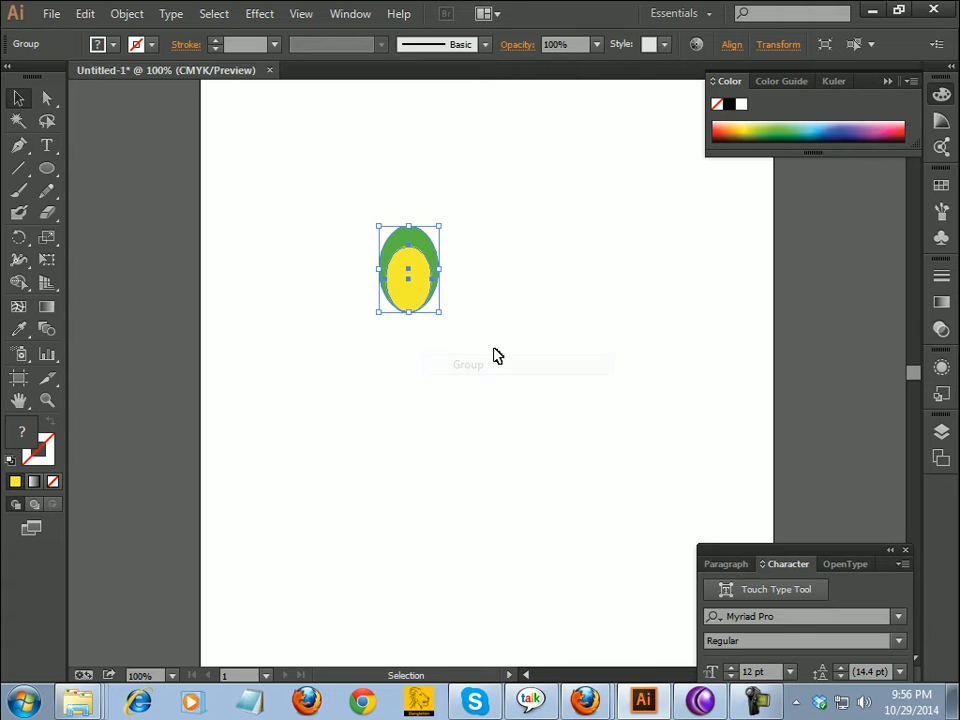 Ai File Edit Object Type Select Effect View Window Help Br Essentials
Group ? Stroke: Basic Opacity: 100% Style: Align Transform
Untitled-1* @ 100% (CMYK/Preview) ×
Color Color Guide Kuler
T
Group
?
Paragraph Character OpenType
Touch Type Tool
Myriad Pro
Regular
12 pt (14.4 pt)
100% 1 Selection
talk Ai
9:56 PM
10/29/2014